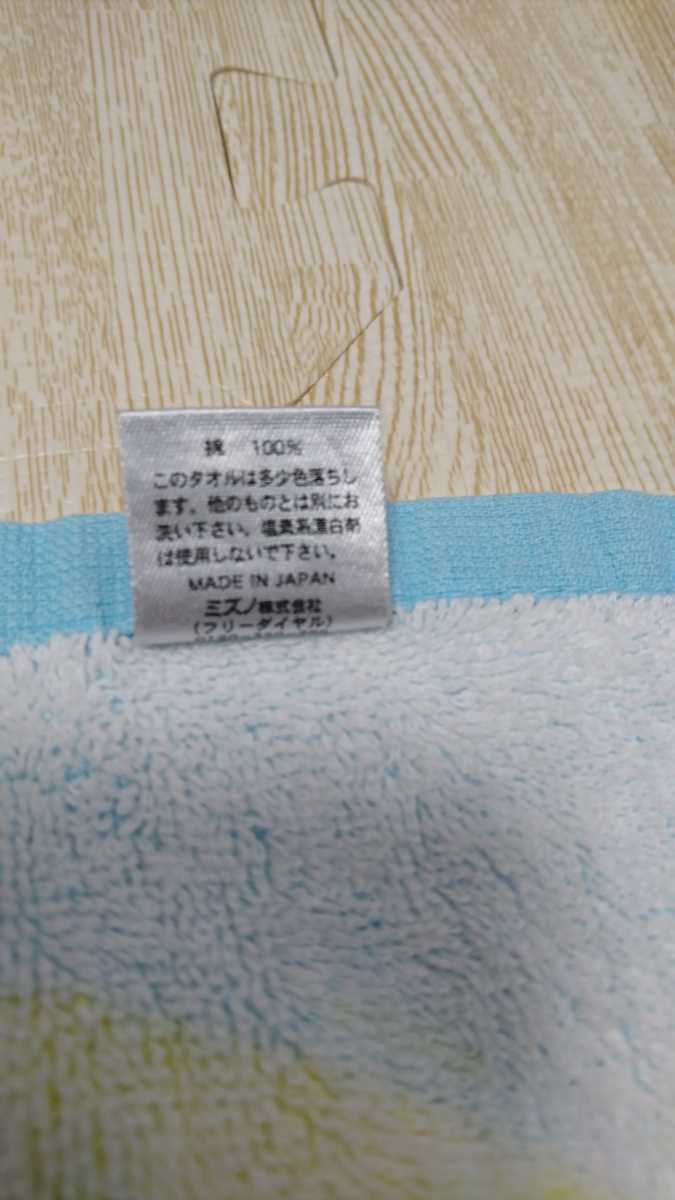 綿 100%
このタオルは多少色落ちし
ます。他のものとは別にお
洗い下さい。塩素系漂白剤
は使用しないで下さい。
MADE IN JAPAN
ミズノ株式会社
(フリーダイヤル)